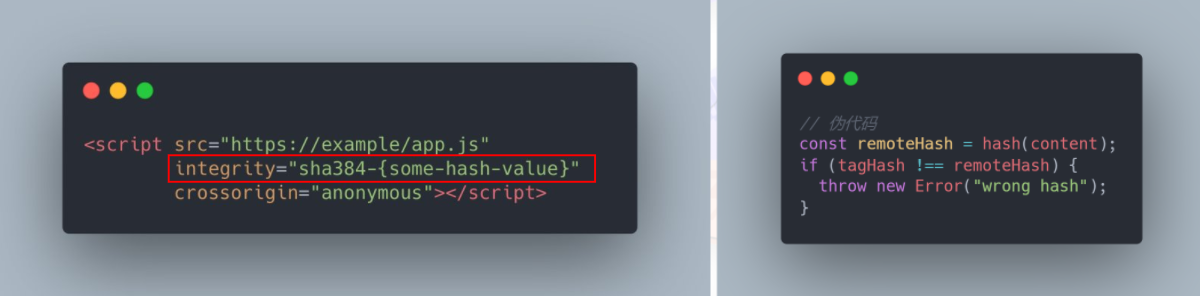 <script src="https://example/app.js"
integrity="sha384-{some-hash-value}"
crossorigin="anonymous"></script>
// 伪代码
const remoteHash = hash(content);
if (tagHash !== remoteHash) {
throw new Error("wrong hash");
}